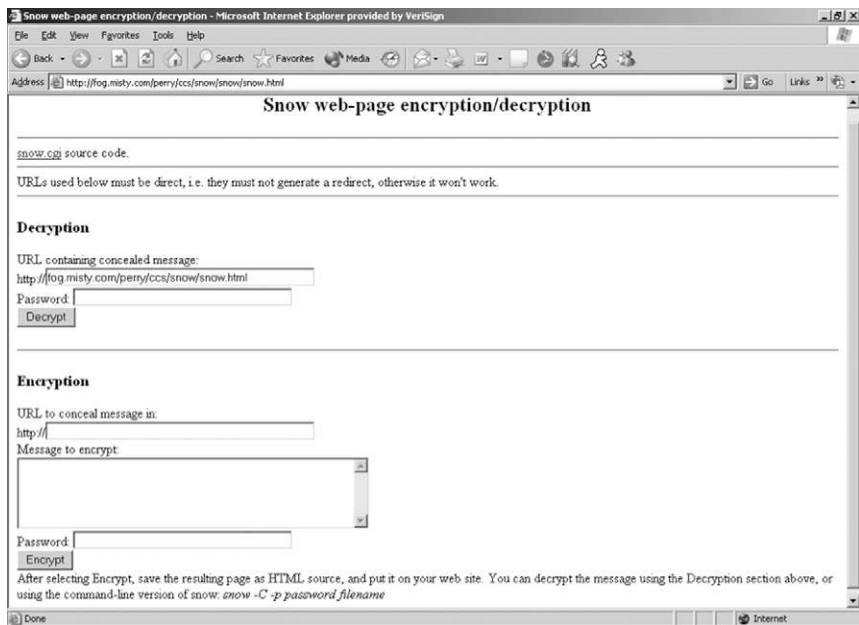 Snow web-page encryption/decryption - Microsoft Internet Explorer provided by VeriSign
File Edit View Favorites Tools Help
Back Search Favorites Media
Address http://fog.misty.com/perry/ccs/snow/snow/snow.html Go Links »
Snow web-page encryption/decryption
snow.cgi source code.
URLs used below must be direct, i.e. they must not generate a redirect, otherwise it won't work.
Decryption
URL containing concealed message:
http://fog.misty.com/perry/ccs/snow/snow.html
Password:
Decrypt
Encryption
URL to conceal message in:
http://
Message to encrypt:
Password:
Encrypt
After selecting Encrypt, save the resulting page as HTML source, and put it on your web site. You can decrypt the message using the Decryption section above, or
using the command-line version of snow: snow -C -p password filename
Done Internet